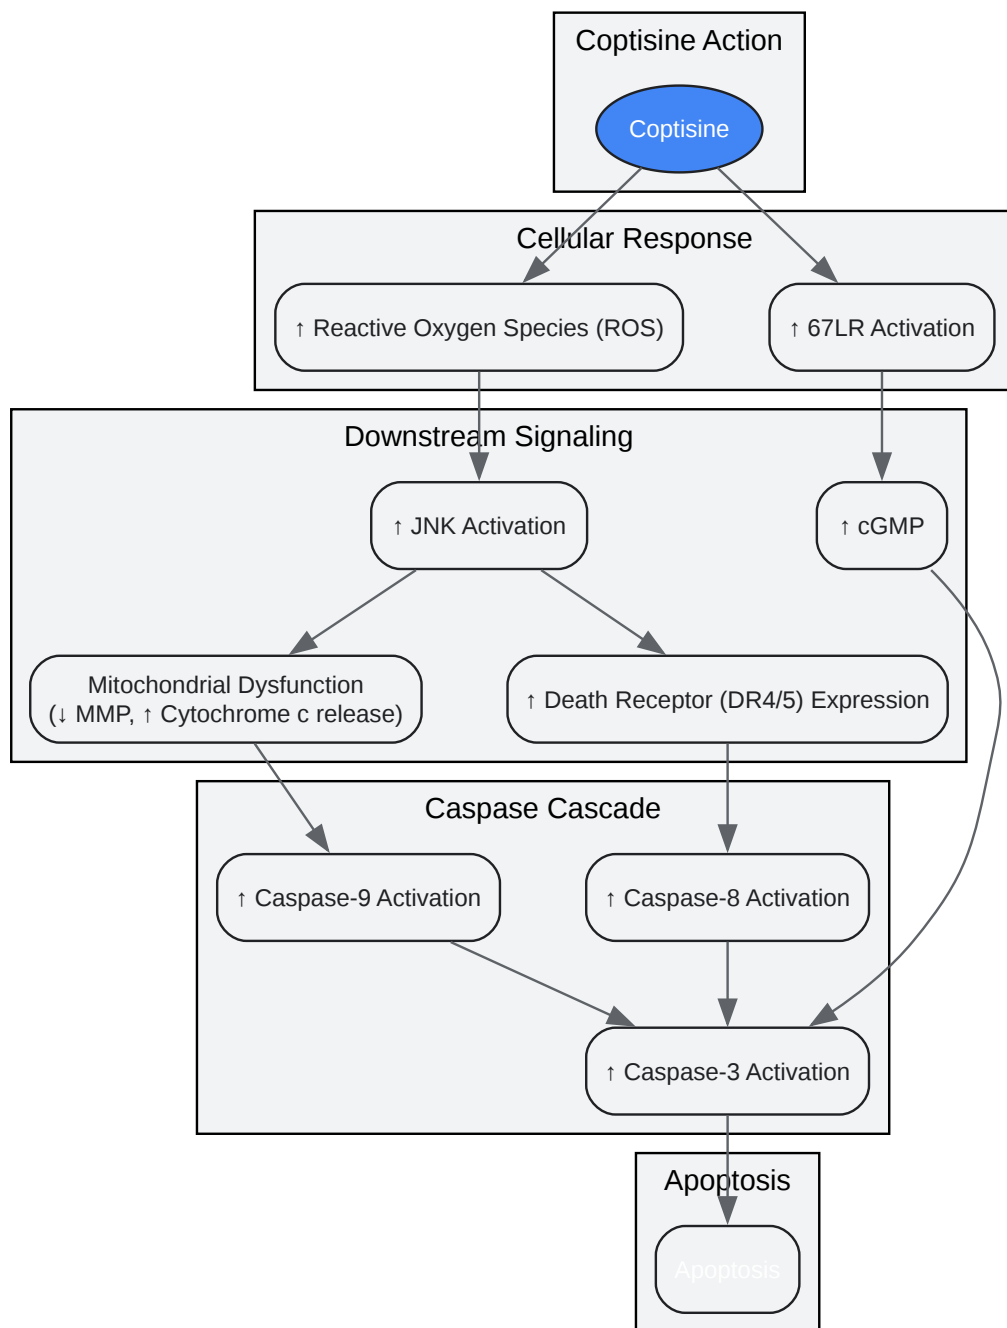 Coptisine Action
Coptisine
Cellular Response
↑ Reactive Oxygen Species (ROS)
↑ 67LR Activation
Downstream Signaling
↑ JNK Activation
↑ cGMP
Mitochondrial Dysfunction
(↓ MMP, ↑ Cytochrome c release)
↑ Death Receptor (DR4/5) Expression
Caspase Cascade
↑ Caspase-9 Activation
↑ Caspase-8 Activation
↑ Caspase-3 Activation
Apoptosis
Apoptosis